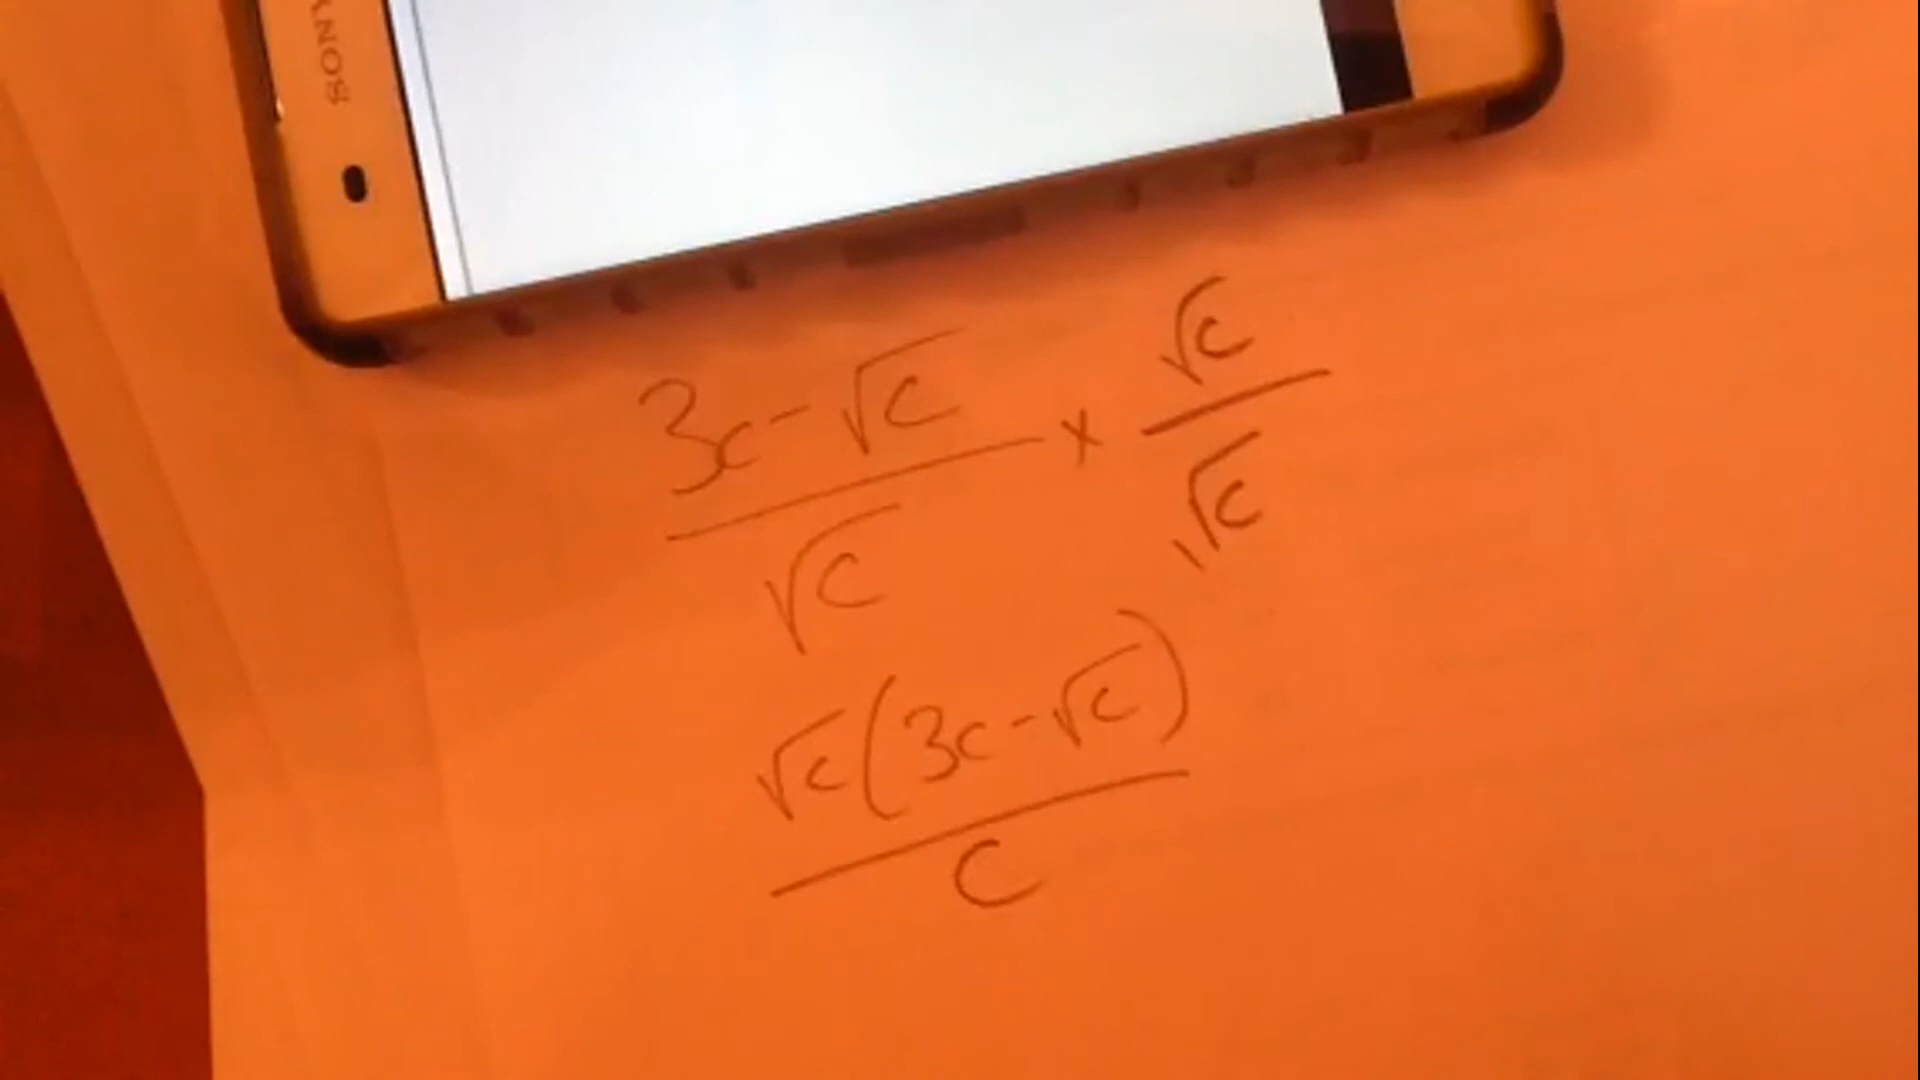 SONY
3c-√c / √c × √c / √c
√c(3c-√c) / c